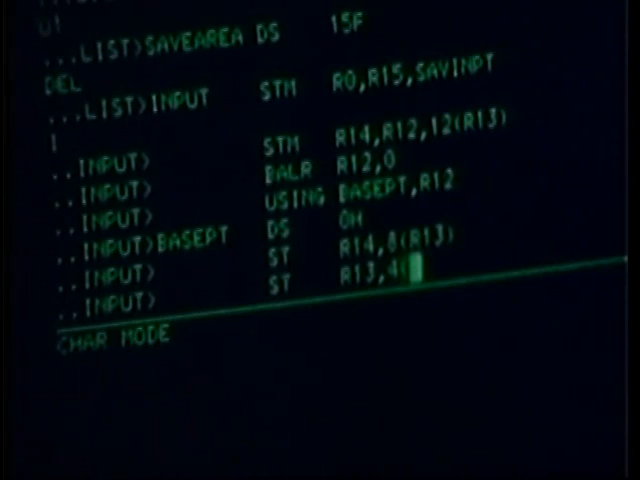 ...LIST)SAVEAREA DS 15F
DEL
...LIST)INPUT STM R0,R15,SAVINPT
I
..INPUT) STM R14,R12,12(R13)
..INPUT) BALR R12,0
..INPUT) USING BASEPT,R12
..INPUT)BASEPT DS 0H
..INPUT) ST R14,8(R13)
..INPUT) ST R13,4(
CHAR MODE